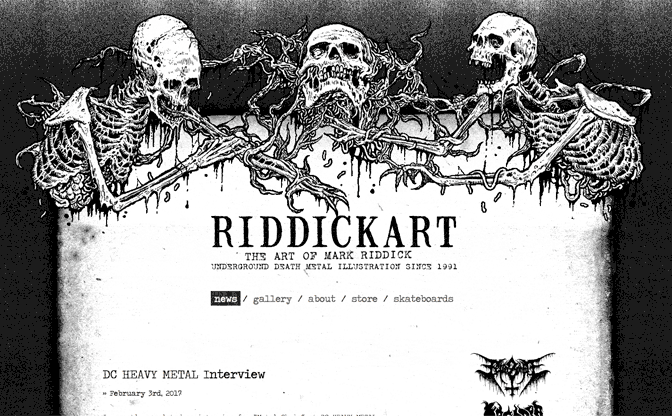 RIDDICKART
THE ART OF MARK RIDDICK
UNDERGROUND DEATH METAL ILLUSTRATION SINCE 1991
news / gallery / about / store / skateboards
DC HEAVY METAL Interview
February 3rd, 2017